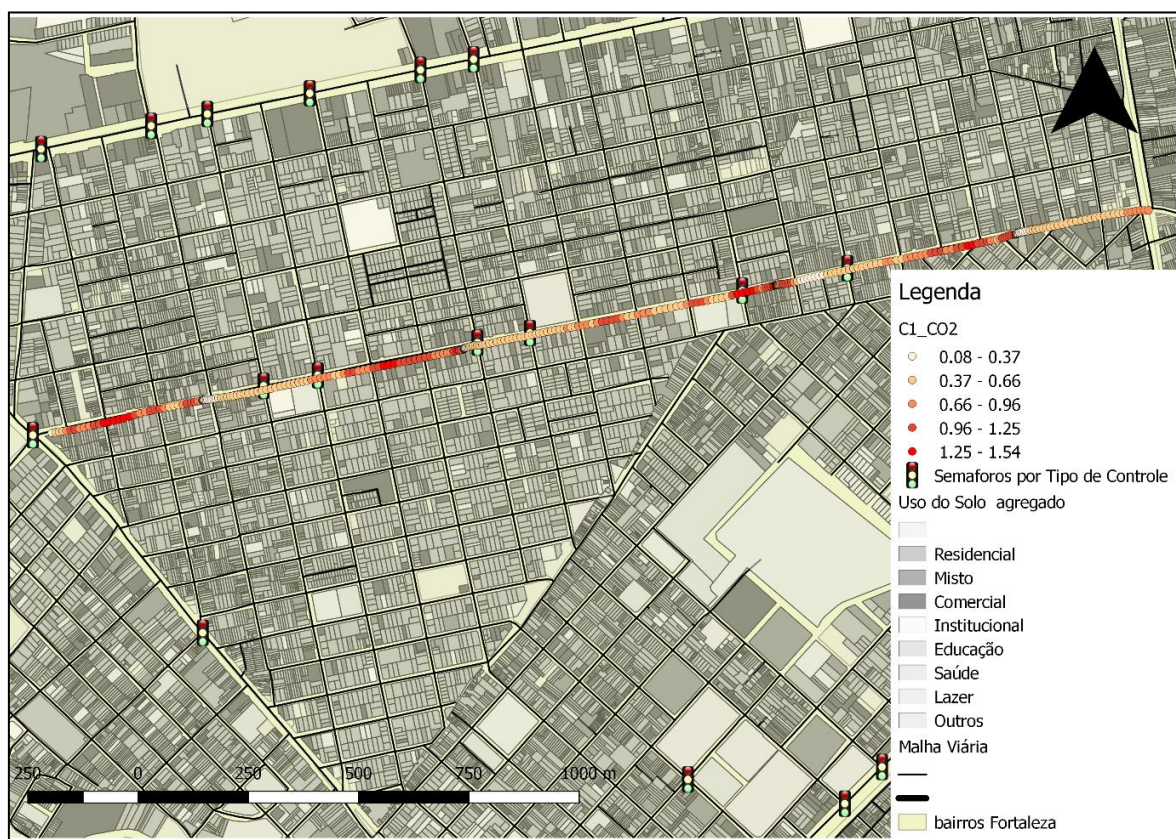 Legenda
C1_CO2
0.08 - 0.37
0.37 - 0.66
0.66 - 0.96
0.96 - 1.25
1.25 - 1.54
Semaforos por Tipo de Controle
Uso do Solo agregado
Residencial
Misto
Comercial
Institucional
Educação
Saúde
Lazer
Outros
Malha Viária
bairros Fortaleza
250 0 250 500 750 1000 m